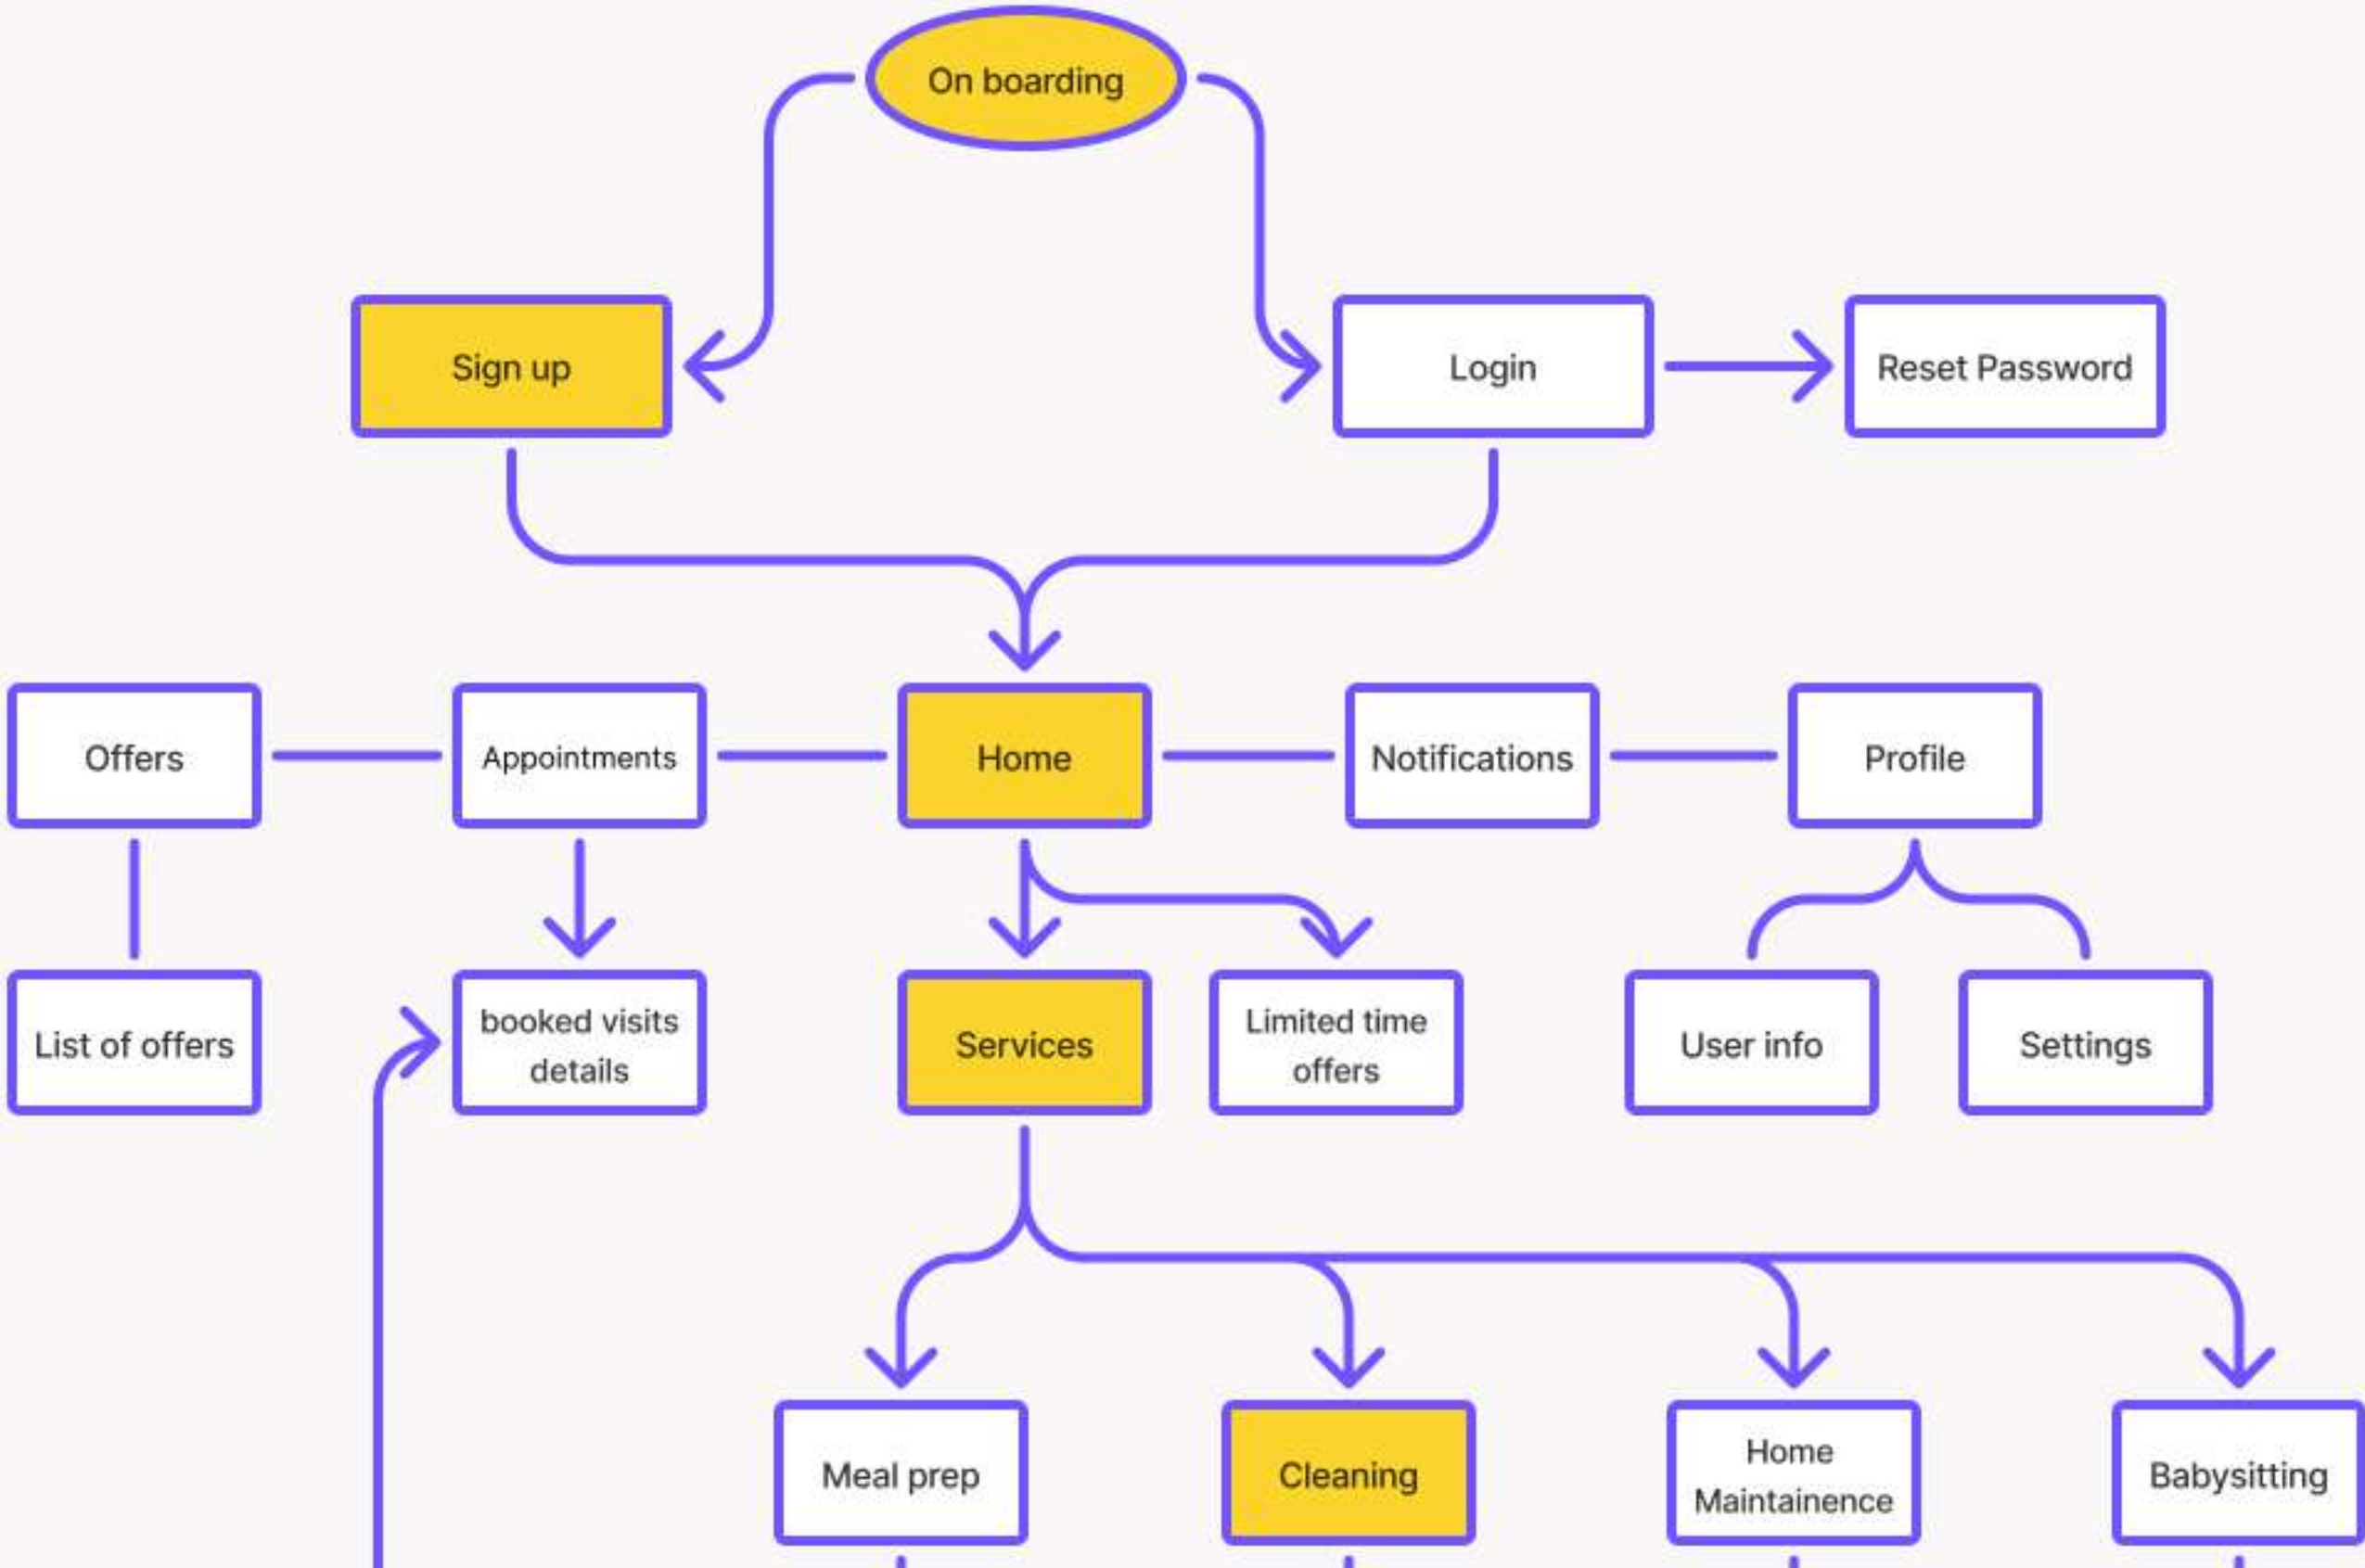 On boarding
Sign up
Login
Reset Password
Offers
Appointments
Home
Notifications
Profile
List of offers
booked visits
details
Services
Limited time
offers
User info
Settings
Meal prep
Cleaning
Home
Maintainence
Babysitting